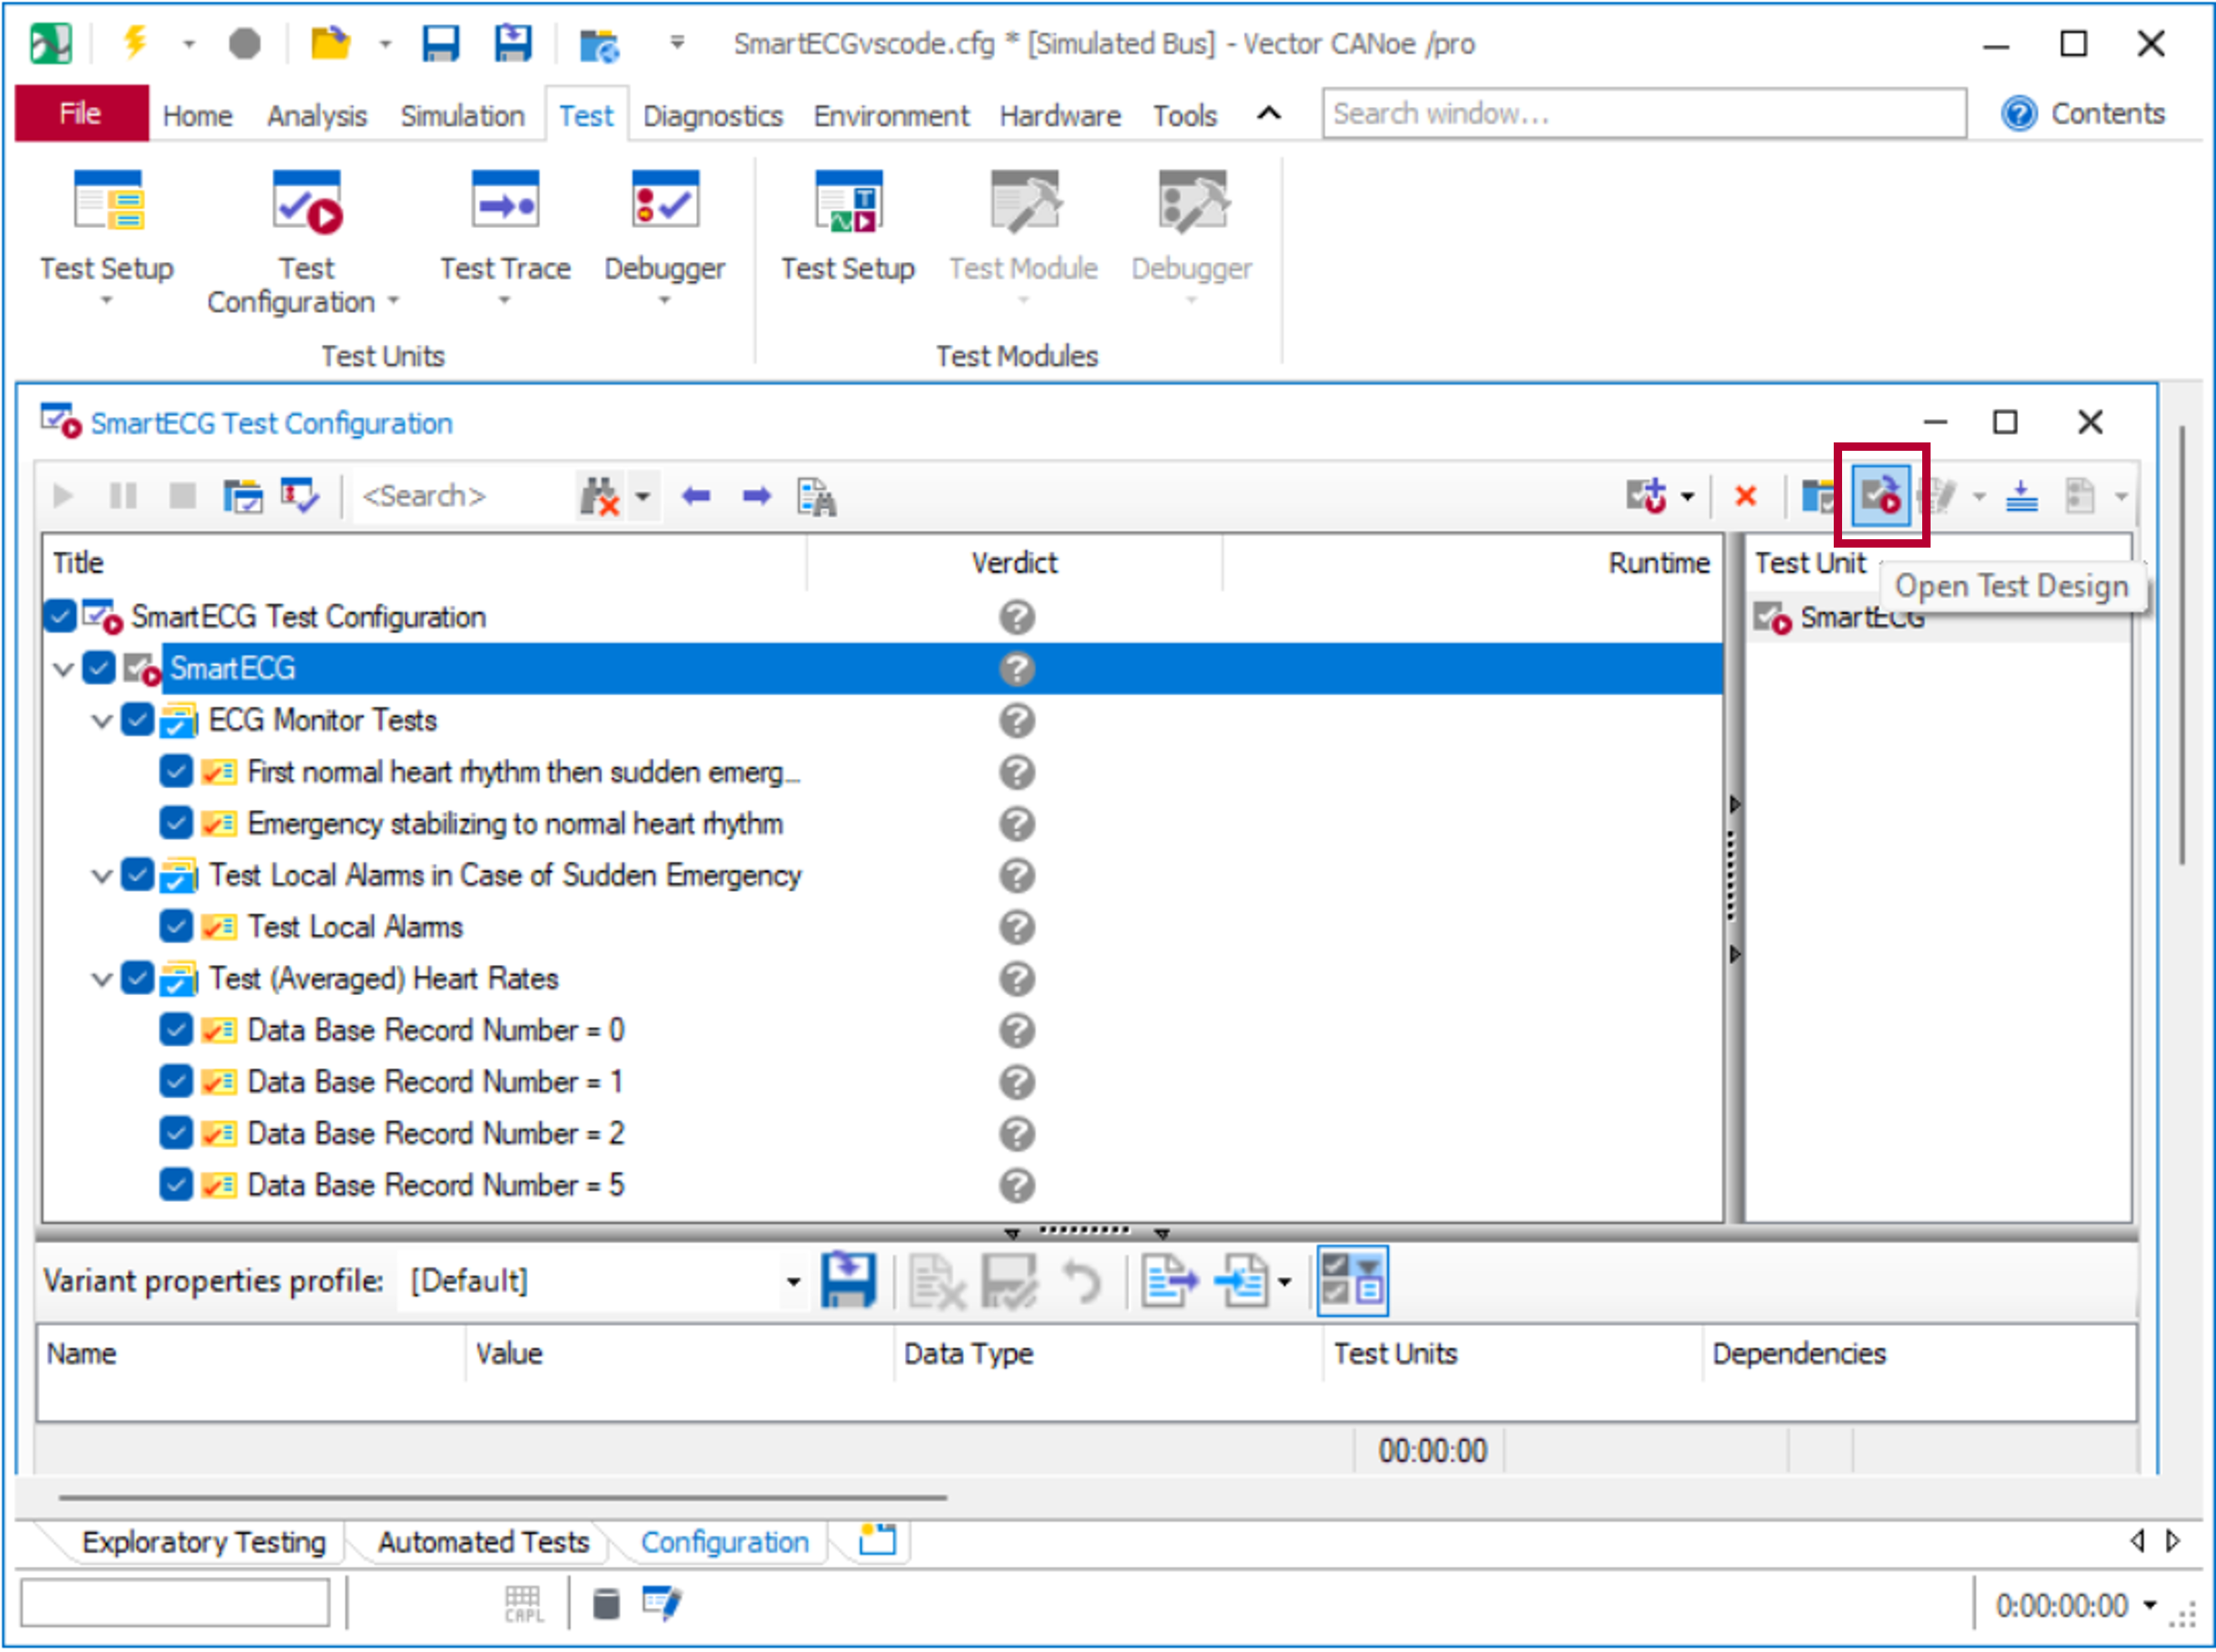 SmartECGvscode.cfg * [Simulated Bus] - Vector CANoe /pro
File Home Analysis Simulation Test Diagnostics Environment Hardware Tools Search window... Contents
Test Setup Test Configuration Test Trace Debugger Test Setup Test Module Debugger
Test Units Test Modules
SmartECG Test Configuration
<Search>
Title Verdict Runtime Test Unit
Open Test Design
SmartECG Test Configuration SmartECG
SmartECG
ECG Monitor Tests
First normal heart rhythm then sudden emerg...
Emergency stabilizing to normal heart rhythm
Test Local Alarms in Case of Sudden Emergency
Test Local Alarms
Test (Averaged) Heart Rates
Data Base Record Number = 0
Data Base Record Number = 1
Data Base Record Number = 2
Data Base Record Number = 5
Variant properties profile: [Default]
Name Value Data Type Test Units Dependencies
00:00:00
Exploratory Testing Automated Tests Configuration
CAPL 0:00:00:00